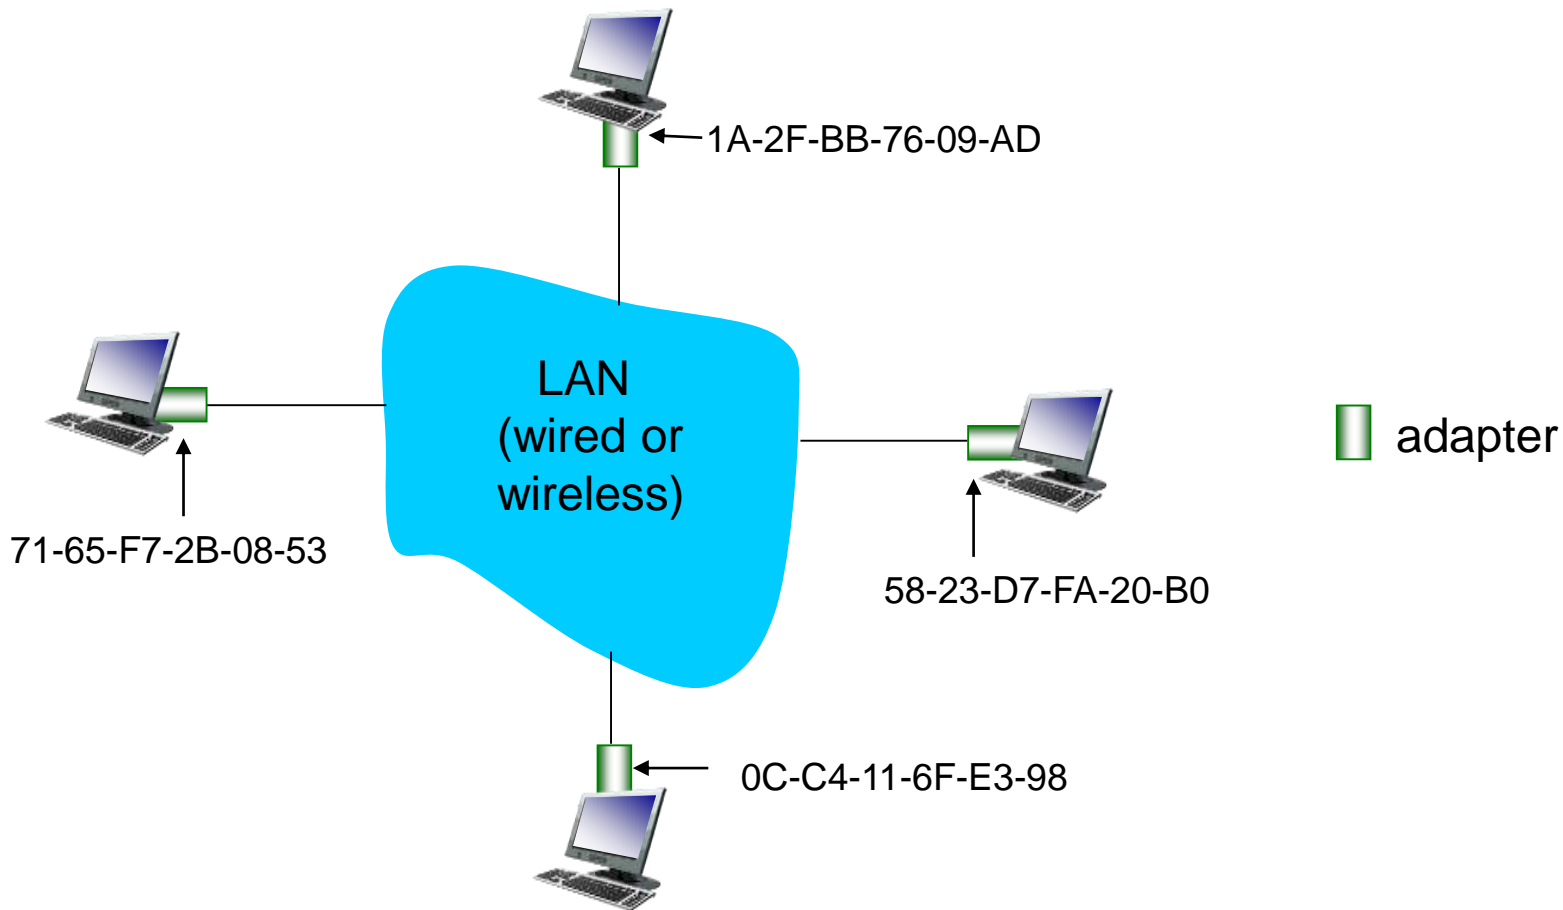 1A-2F-BB-76-09-AD
LAN
(wired or
wireless)
adapter
71-65-F7-2B-08-53
58-23-D7-FA-20-B0
0C-C4-11-6F-E3-98